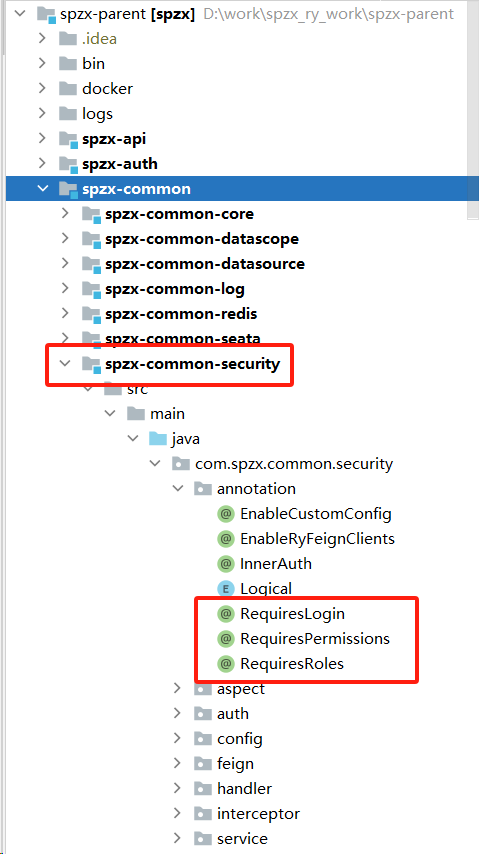 spzx-parent [spzx] D:\work\spzx_ry_work\spzx-parent
.idea
bin
docker
logs
spzx-api
spzx-auth
spzx-common
spzx-common-core
spzx-common-datascope
spzx-common-datasource
spzx-common-log
spzx-common-redis
spzx-common-seata
spzx-common-security
src
main
java
com.spzx.common.security
annotation
@ EnableCustomConfig
@ EnableRyFeignClients
@ InnerAuth
E Logical
@ RequiresLogin
@ RequiresPermissions
@ RequiresRoles
aspect
auth
config
feign
handler
interceptor
service